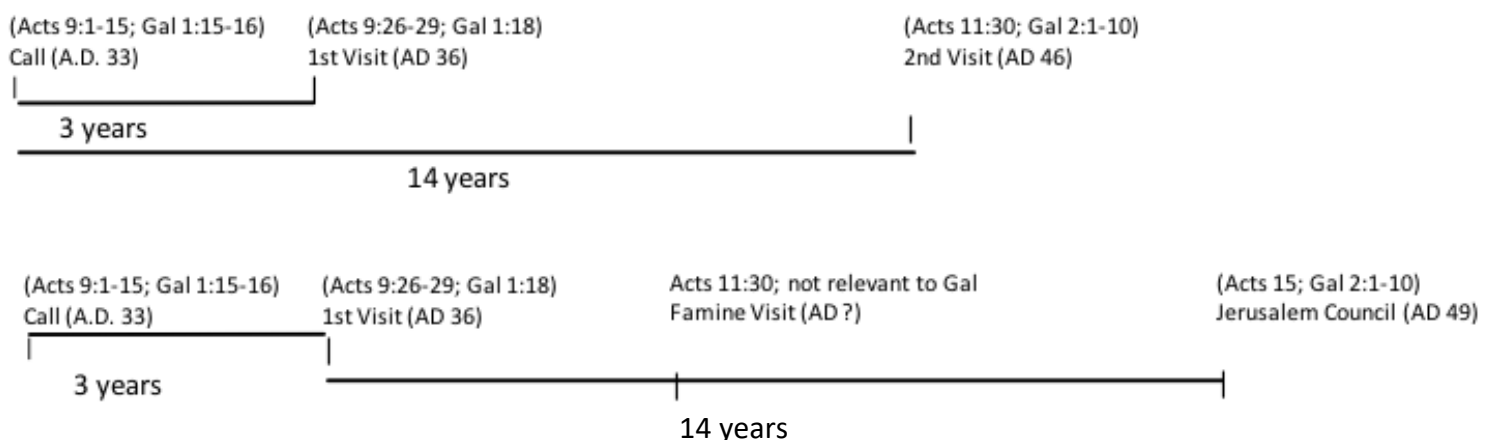 (Acts 9:1-15; Gal 1:15-16) (Acts 9:26-29; Gal 1:18) (Acts 11:30; Gal 2:1-10)
Call (A.D. 33) 1st Visit (AD 36) 2nd Visit (AD 46)
3 years
14 years
(Acts 9:1-15; Gal 1:15-16) (Acts 9:26-29; Gal 1:18) Acts 11:30; not relevant to Gal (Acts 15; Gal 2:1-10)
Call (A.D. 33) 1st Visit (AD 36) Famine Visit (AD ?) Jerusalem Council (AD 49)
3 years
14 years